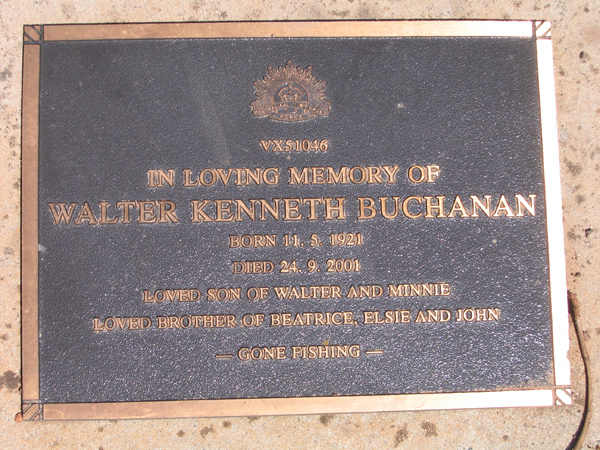 VX51046
IN LOVING MEMORY OF
WALTER KENNETH BUCHANAN
BORN 11. 5. 1921
DIED 24. 9. 2001
LOVED SON OF WALTER AND MINNIE
LOVED BROTHER OF BEATRICE, ELSIE AND JOHN
— GONE FISHING —